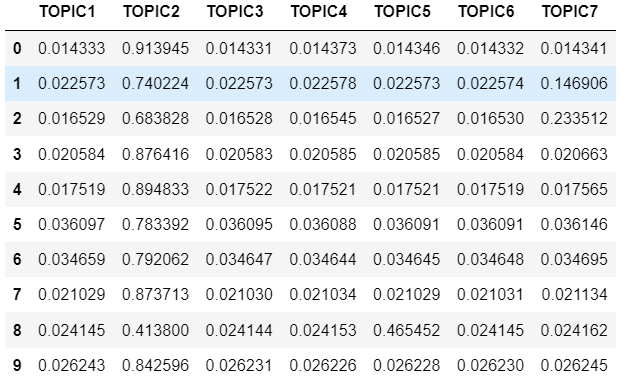 TOPIC1 TOPIC2 TOPIC3 TOPIC4 TOPIC5 TOPIC6 TOPIC7
0 0.014333 0.913945 0.014331 0.014373 0.014346 0.014332 0.014341
1 0.022573 0.740224 0.022573 0.022578 0.022573 0.022574 0.146906
2 0.016529 0.683828 0.016528 0.016545 0.016527 0.016530 0.233512
3 0.020584 0.876416 0.020583 0.020585 0.020585 0.020584 0.020663
4 0.017519 0.894833 0.017522 0.017521 0.017521 0.017519 0.017565
5 0.036097 0.783392 0.036095 0.036088 0.036091 0.036091 0.036146
6 0.034659 0.792062 0.034647 0.034644 0.034645 0.034648 0.034695
7 0.021029 0.873713 0.021030 0.021034 0.021029 0.021031 0.021134
8 0.024145 0.413800 0.024144 0.024153 0.465452 0.024145 0.024162
9 0.026243 0.842596 0.026231 0.026226 0.026228 0.026230 0.026245